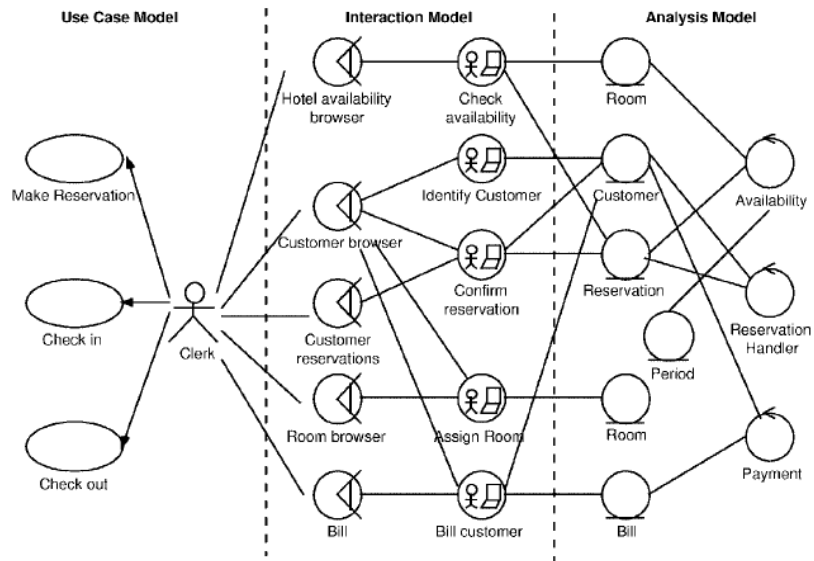 Use Case Model
Interaction Model
Analysis Model
Hotel availability
browser
Check
availability
Room
Make Reservation
Identify Customer
Customer
Availability
Customer browser
Confirm
reservation
Reservation
Check in
Clerk
Customer
reservations
Period
Reservation
Handler
Room browser
Assign Room
Room
Check out
Payment
Bill
Bill customer
Bill